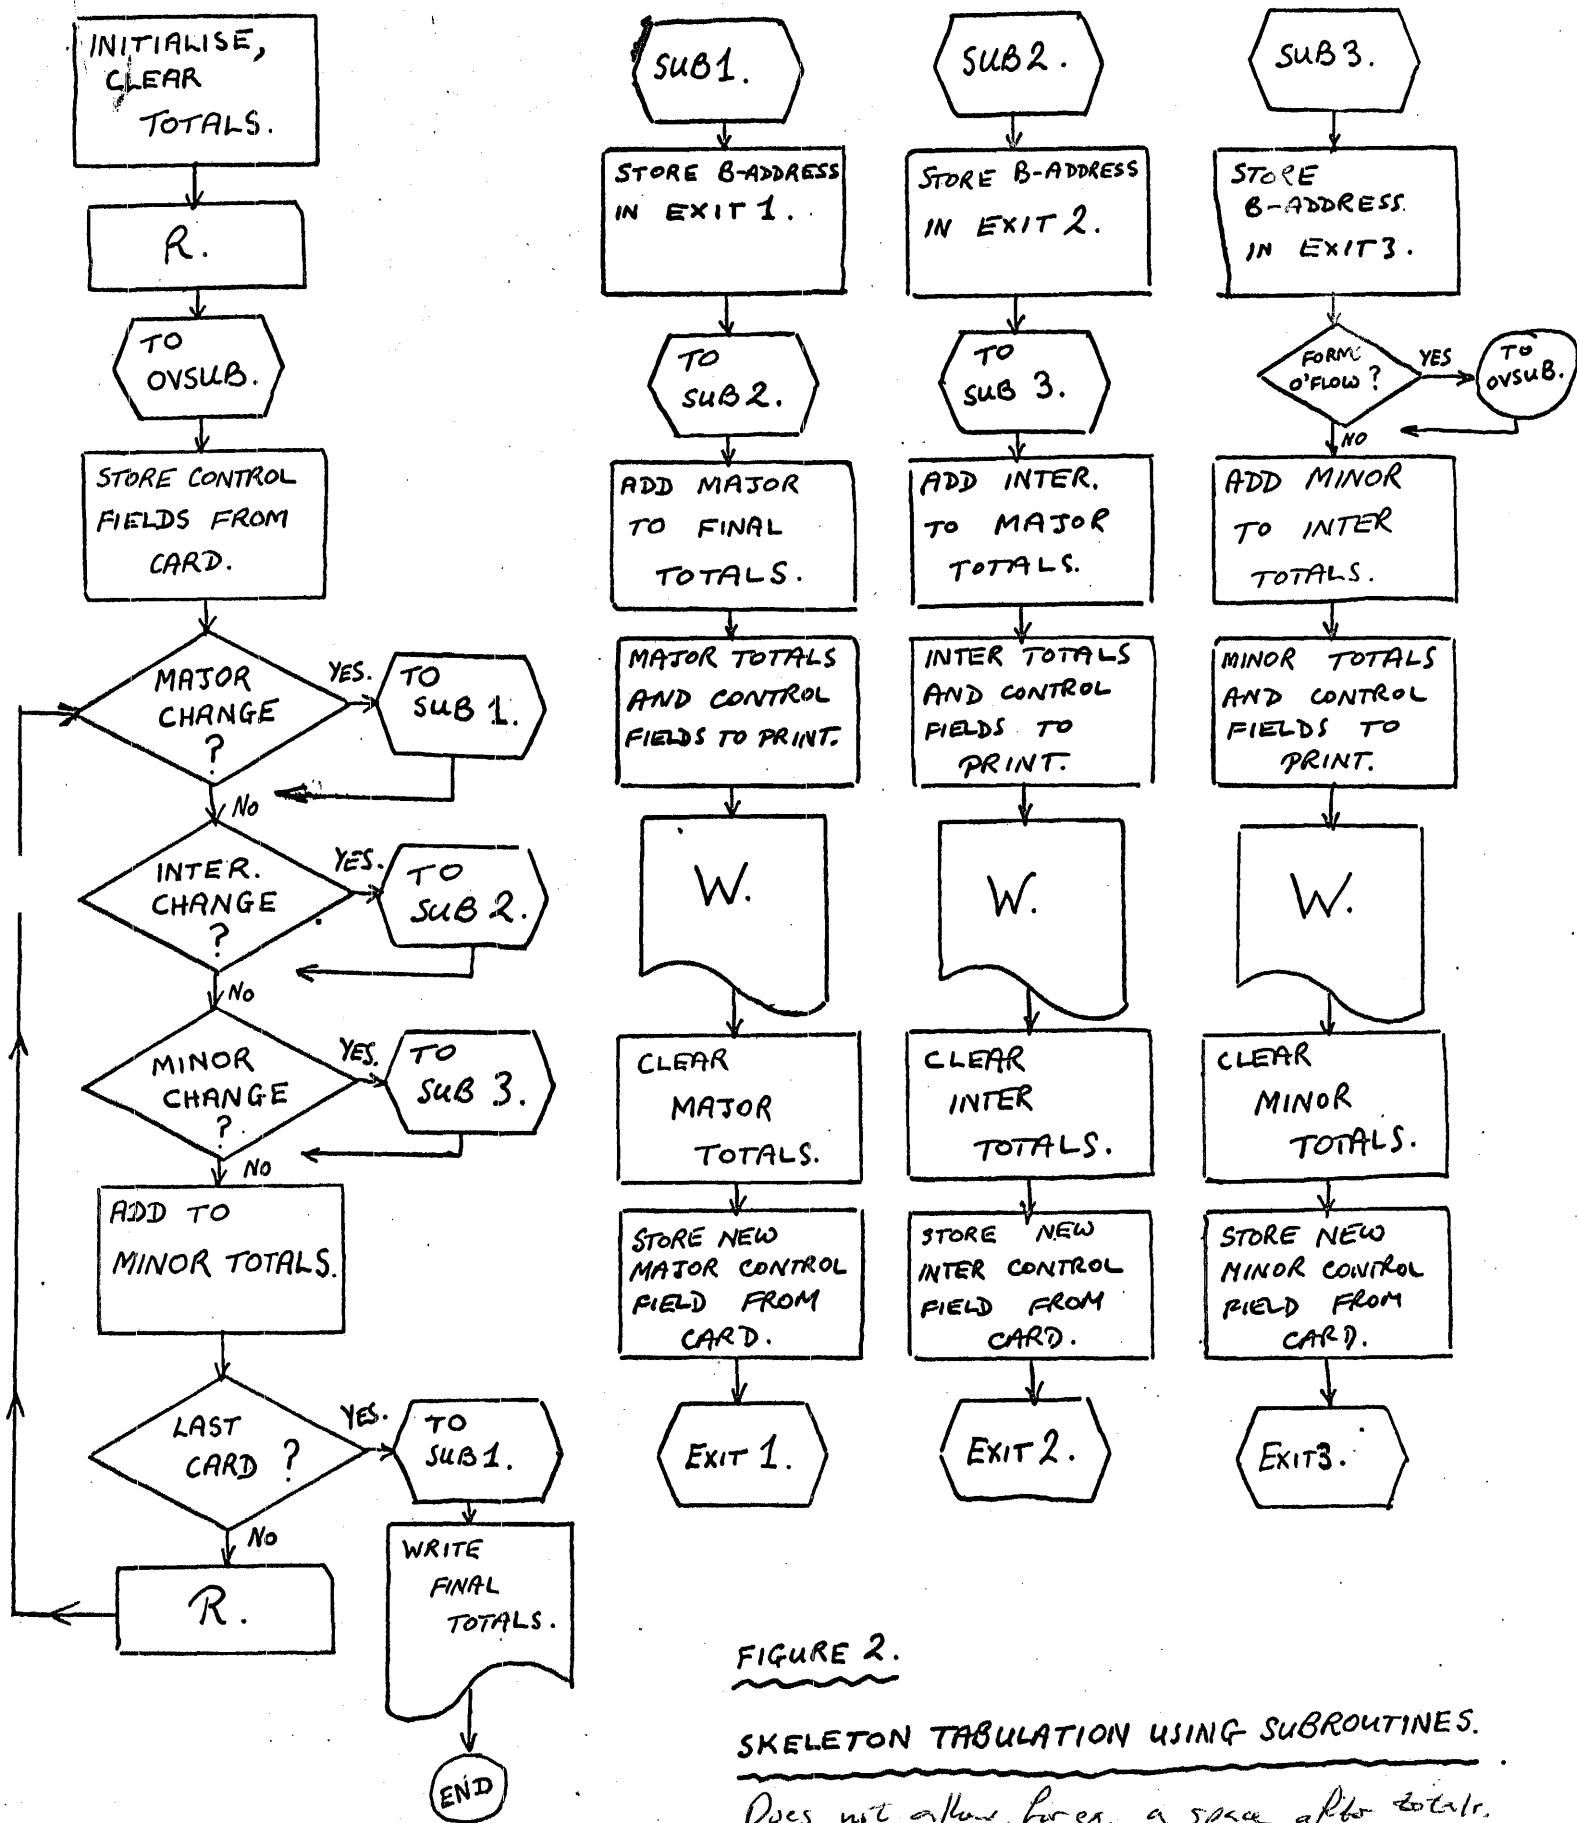 INITIALISE,
CLEAR
TOTALS.
R.
TO
OVSUB.
STORE CONTROL
FIELDS FROM
CARD.
MAJOR
CHANGE
?
YES.
TO
SUB 1.
NO
INTER.
CHANGE
?
YES.
TO
SUB 2.
NO
MINOR
CHANGE
?
YES.
TO
SUB 3.
NO
ADD TO
MINOR TOTALS.
LAST
CARD ?
YES.
TO
SUB 1.
NO
R.
WRITE
FINAL
TOTALS.
END
SUB 1.
STORE B-ADDRESS
IN EXIT 1.
TO
SUB 2.
ADD MAJOR
TO FINAL
TOTALS.
MAJOR TOTALS
AND CONTROL
FIELDS TO PRINT.
W.
CLEAR
MAJOR
TOTALS.
STORE NEW
MAJOR CONTROL
FIELD FROM
CARD.
EXIT 1.
SUB 2.
STORE B-ADDRESS
IN EXIT 2.
TO
SUB 3.
ADD INTER.
TO MAJOR
TOTALS.
INTER TOTALS
AND CONTROL
FIELDS TO
PRINT.
W.
CLEAR
INTER
TOTALS.
STORE NEW
INTER CONTROL
FIELD FROM
CARD.
EXIT 2.
SUB 3.
STORE
B-ADDRESS.
IN EXIT 3.
FORM
O'FLOW ?
YES
TO
OVSUB.
NO
ADD MINOR
TO INTER
TOTALS.
MINOR TOTALS
AND CONTROL
FIELDS TO
PRINT.
W.
CLEAR
MINOR
TOTALS.
STORE NEW
MINOR CONTROL
FIELD FROM
CARD.
EXIT 3.
FIGURE 2.
SKELETON TABULATION USING SUBROUTINES.
Does not allow for eg. a space after totals.